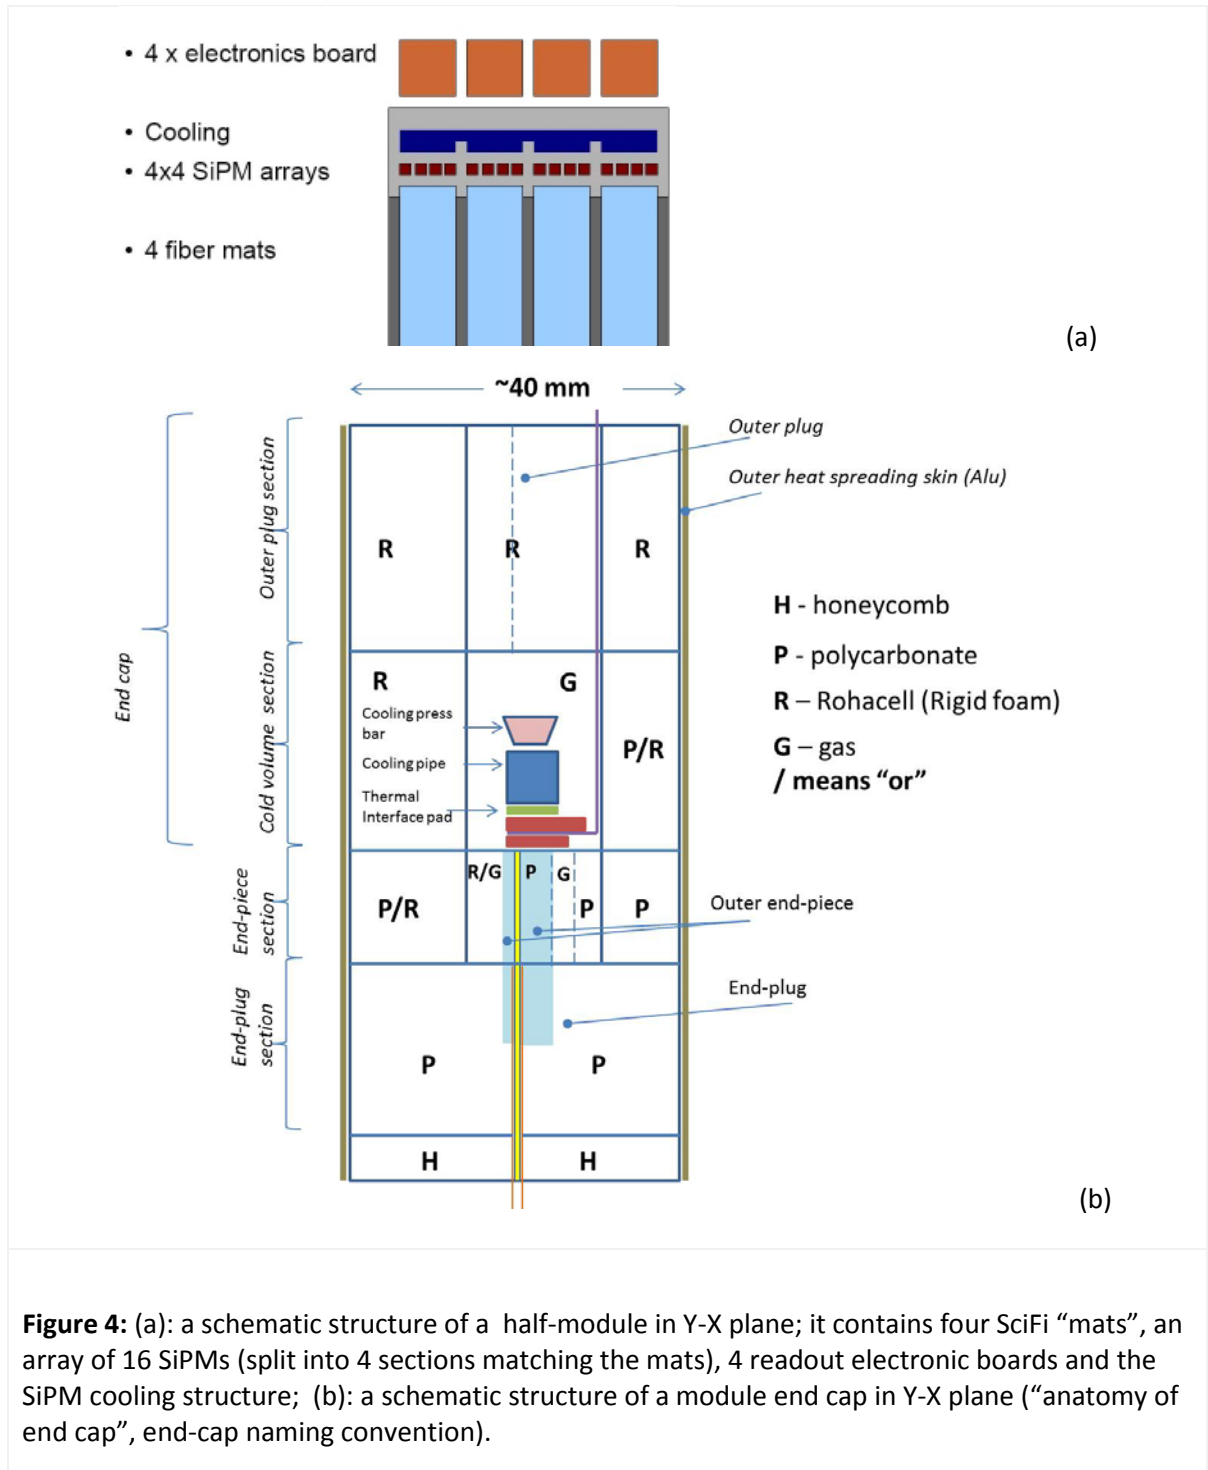 • 4 x electronics board
• Cooling
• 4x4 SiPM arrays
• 4 fiber mats
(a)
~40 mm
Outer plug
Outer heat spreading skin (Alu)
Outer plug section
R
R
R
H - honeycomb
P - polycarbonate
R – Rohacell (Rigid foam)
G – gas
/ means “or”
End cap
Cold volume section
R
G
Cooling press
bar
P/R
Cooling pipe
Thermal
Interface pad
End-piece
section
R/G
P
G
P/R
P
P
Outer end-piece
End-plug
section
End-plug
P
P
H
H
(b)
Figure 4: (a): a schematic structure of a half-module in Y-X plane; it contains four SciFi “mats”, an
array of 16 SiPMs (split into 4 sections matching the mats), 4 readout electronic boards and the
SiPM cooling structure; (b): a schematic structure of a module end cap in Y-X plane (“anatomy of
end cap”, end-cap naming convention).